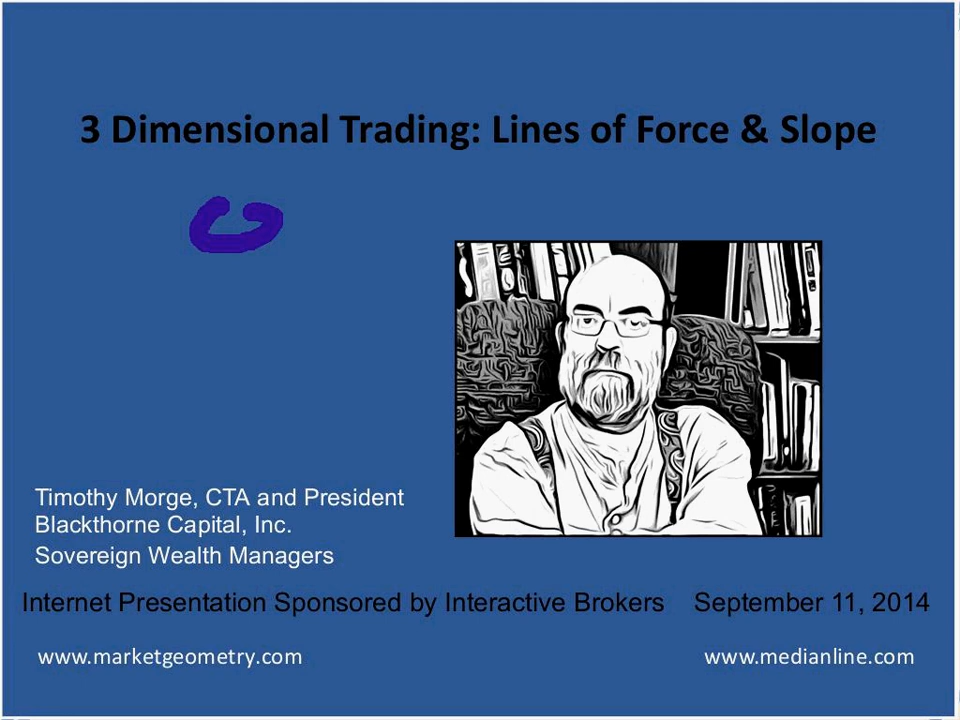 3 Dimensional Trading: Lines of Force & Slope
Timothy Morge, CTA and President
Blackthorne Capital, Inc.
Sovereign Wealth Managers
Internet Presentation Sponsored by Interactive Brokers September 11, 2014
www.marketgeometry.com www.medianline.com